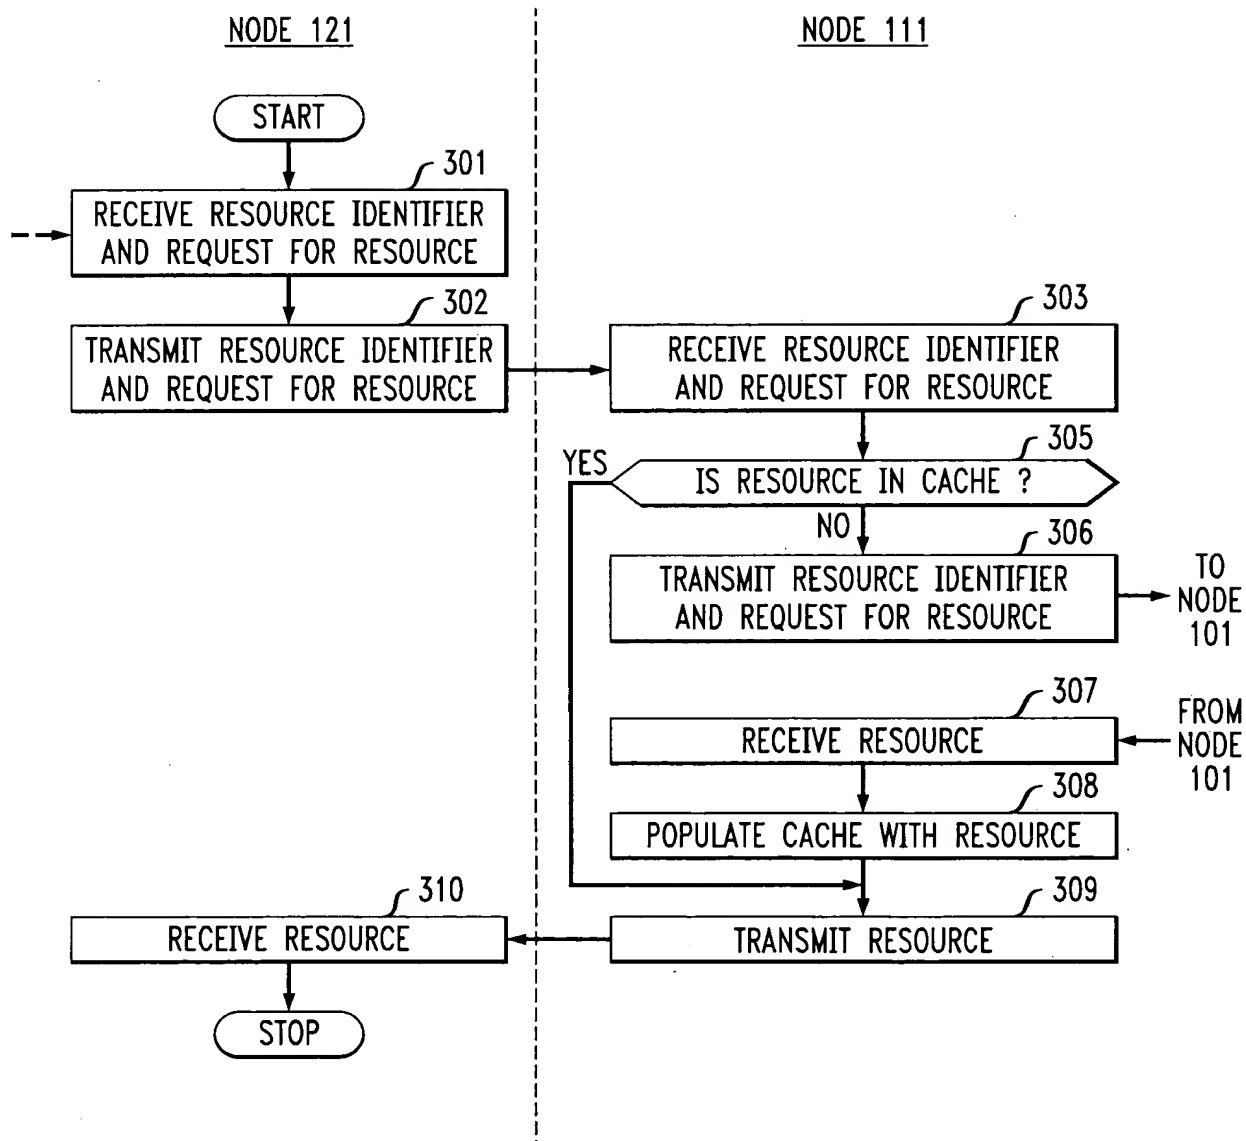 NODE 121
NODE 111
START
301
RECEIVE RESOURCE IDENTIFIER
AND REQUEST FOR RESOURCE
302
TRANSMIT RESOURCE IDENTIFIER
AND REQUEST FOR RESOURCE
303
RECEIVE RESOURCE IDENTIFIER
AND REQUEST FOR RESOURCE
305
YES
IS RESOURCE IN CACHE ?
NO
306
TRANSMIT RESOURCE IDENTIFIER
AND REQUEST FOR RESOURCE
TO
NODE
101
307
RECEIVE RESOURCE
FROM
NODE
101
308
POPULATE CACHE WITH RESOURCE
309
TRANSMIT RESOURCE
310
RECEIVE RESOURCE
STOP